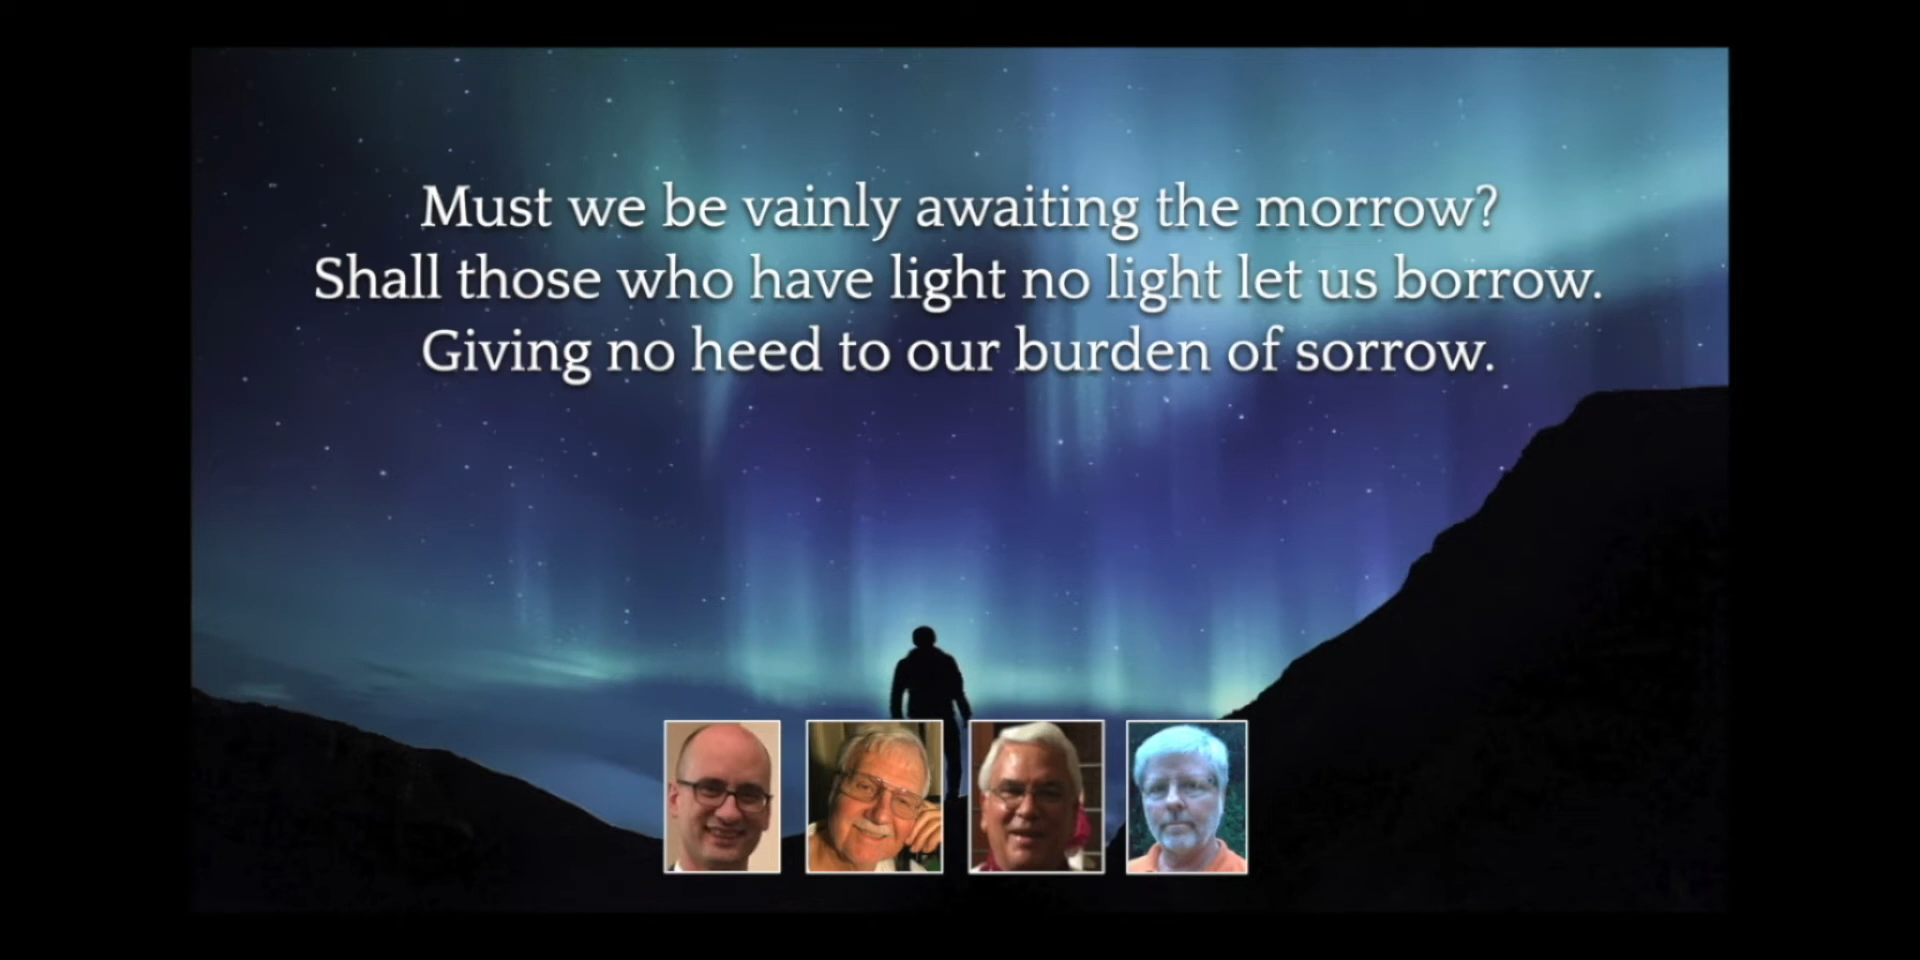 Must we be vainly awaiting the morrow?
Shall those who have light no light let us borrow.
Giving no heed to our burden of sorrow.